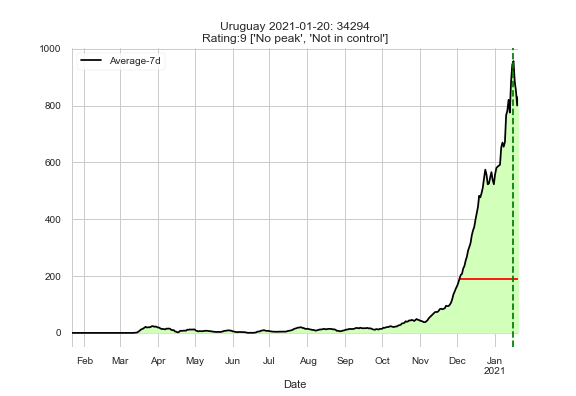 Uruguay 2021-01-20: 34294
Rating:9 ['No peak', 'Not in control']
1000
Average-7d
800
600
400
200
0
Feb Mar Apr May Jun Jul Aug Sep Oct Nov Dec Jan
2021
Date